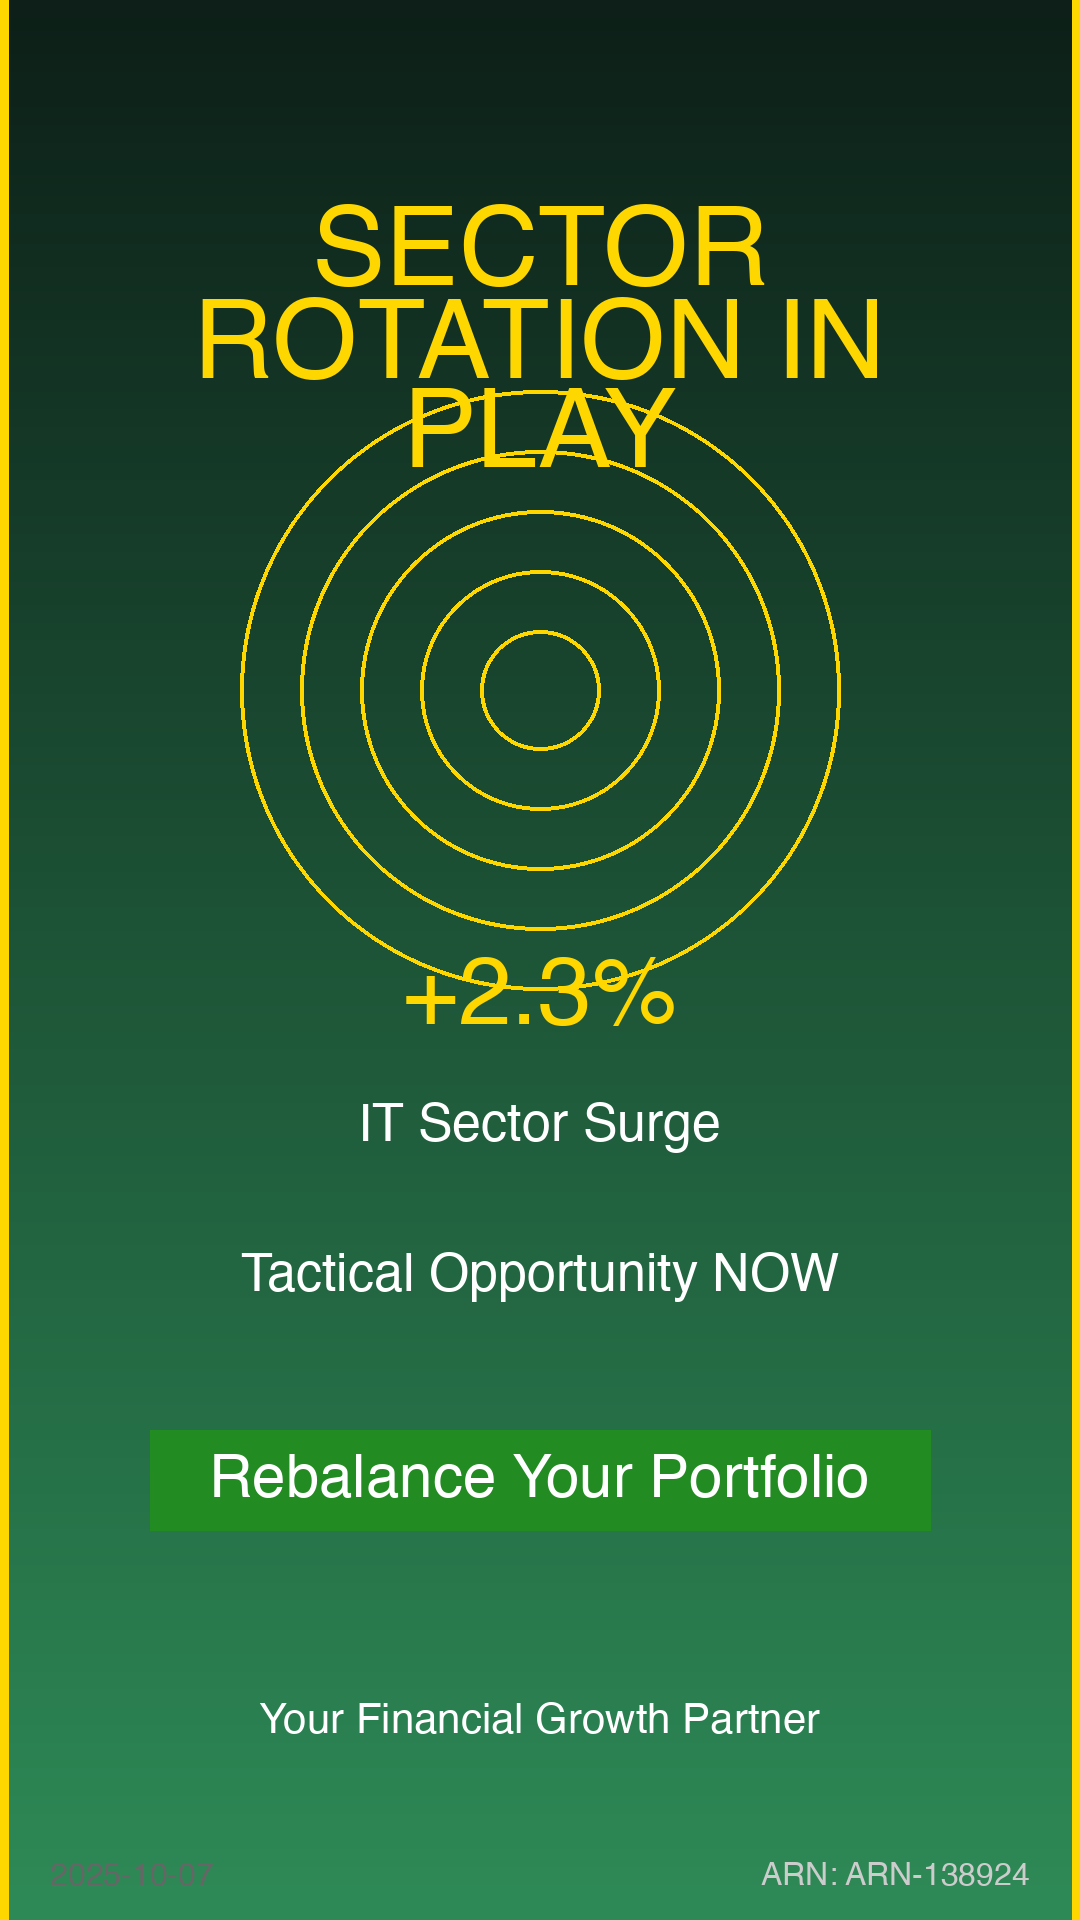 SECTOR
ROTATION IN
PLAY
+2.3%
IT Sector Surge
Tactical Opportunity NOW
Rebalance Your Portfolio
Your Financial Growth Partner
2025-10-07
ARN: ARN-138924